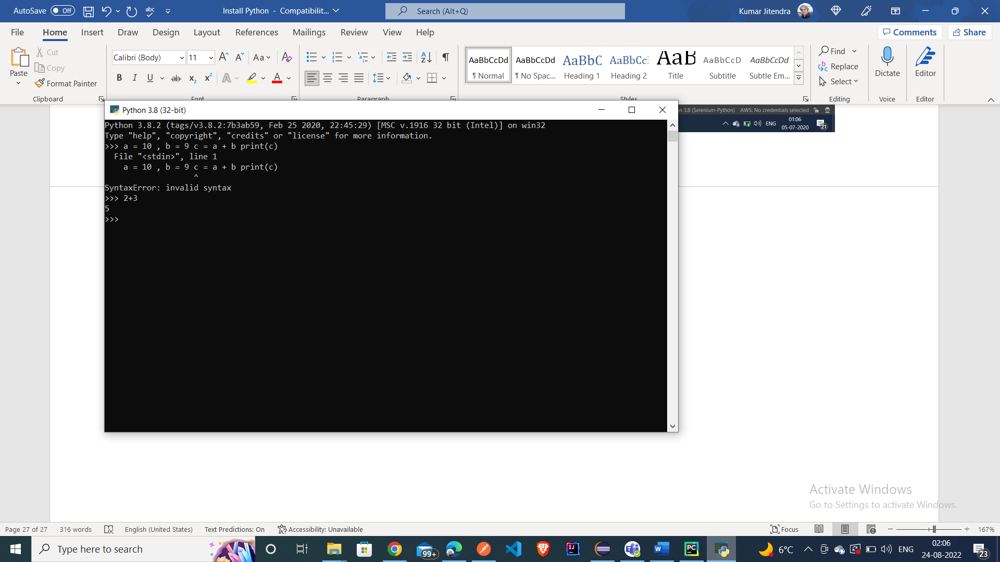 AutoSave Off Install Python - Compatibilit... Search (Alt+Q) Kumar Jitendra
File Home Insert Draw Design Layout References Mailings Review View Help Comments Share
Paste Cut Copy Format Painter
Calibri (Body) 11
AaBbCcDd AaBbCcDd AaBbC AaBbCc AaB AaBbCcD AaBbCcDd
¶ Normal ¶ No Spac... Heading 1 Heading 2 Title Subtitle Subtle Em...
Find
Replace
Select
Dictate
Editor
Clipboard Font Paragraph Styles Editing Voice Editor
Python 3.8 (32-bit)
Python 3.8.2 (tags/v3.8.2:7b3ab59, Feb 25 2020, 22:45:29) [MSC v.1916 32 bit (Intel)] on win32
Type "help", "copyright", "credits" or "license" for more information.
>>> a = 10 , b = 9 c = a + b print(c)
  File "<stdin>", line 1
    a = 10 , b = 9 c = a + b print(c)
                   ^
SyntaxError: invalid syntax
>>> 2+3
5
>>>
n 3.8 (Selenium-Python) AWS: No credentials selected
ENG 01:06
05-07-2020 21
Activate Windows
Go to Settings to activate Windows.
Page 27 of 27 316 words English (United States) Text Predictions: On Accessibility: Unavailable Focus 167%
Type here to search 99+ 6°C ENG 02:06
24-08-2022 23